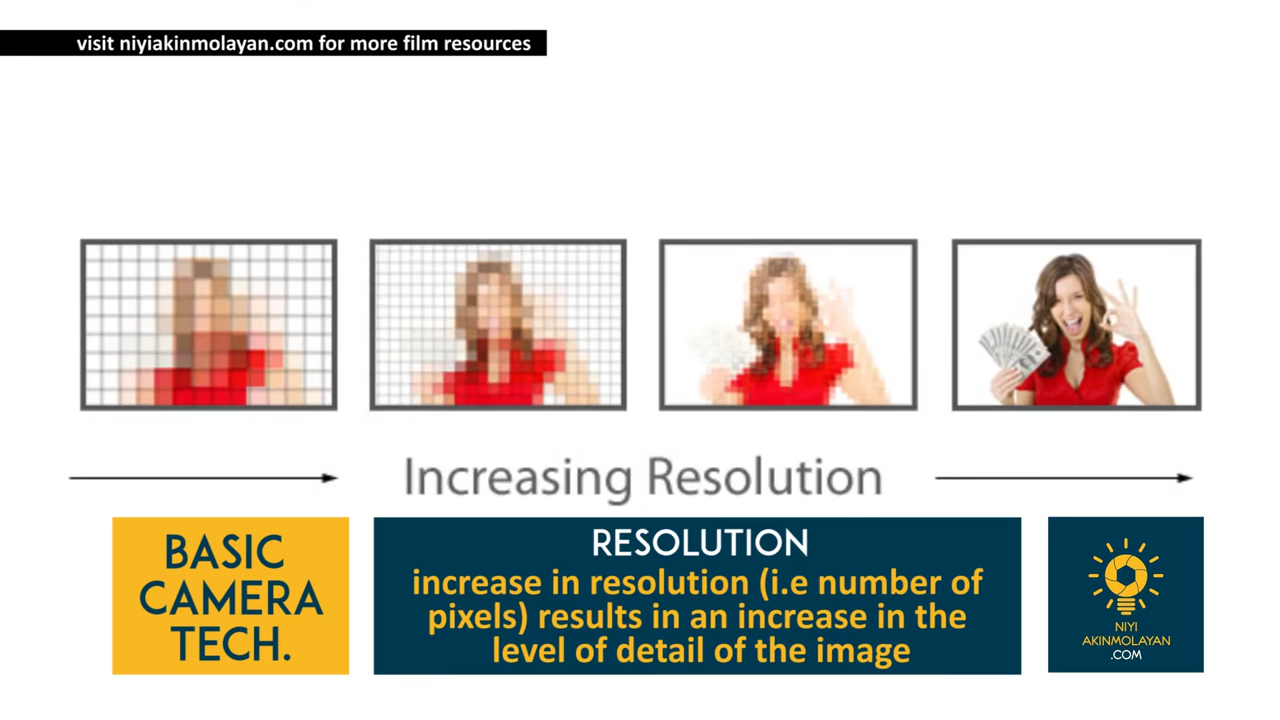 visit niyiakinmolayan.com for more film resources
Increasing Resolution
BASIC
CAMERA
TECH.
RESOLUTION
increase in resolution (i.e number of
pixels) results in an increase in the
level of detail of the image
NIYI
AKINMOLAYAN
.COM